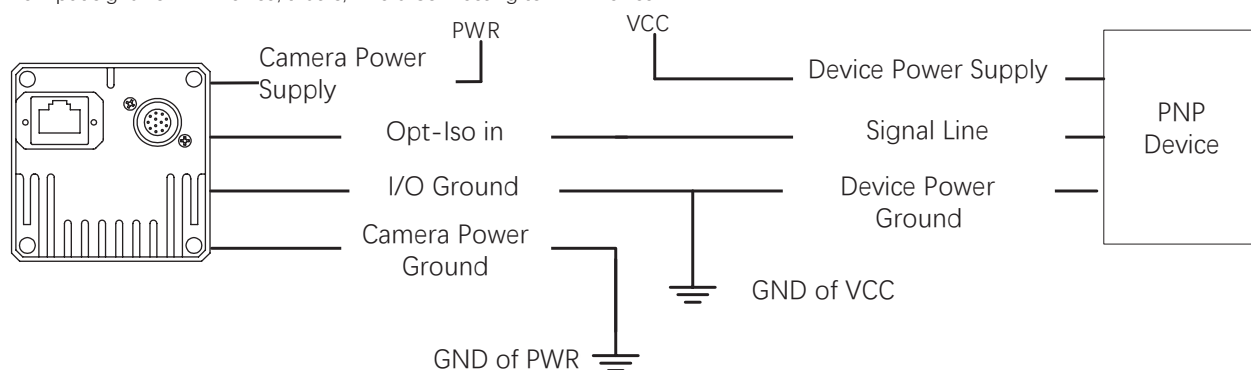 PWR
VCC
Camera Power
Supply
Device Power Supply
PNP
Device
Opt-Iso in
Signal Line
I/O Ground
Device Power
Ground
Camera Power
Ground
GND of VCC
GND of PWR